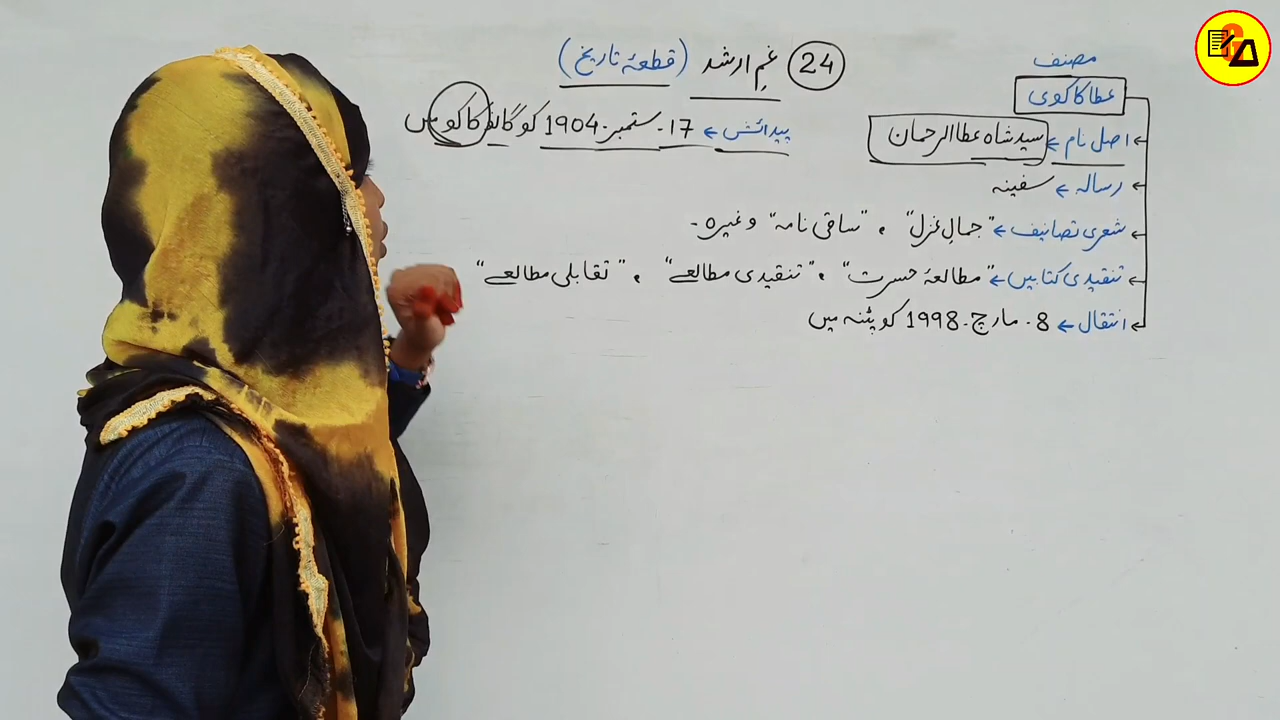 24 غمِ ارشد (قطعۂ تاریخ)
مصنف
عطا کاکوی
اصل نام ← سید شاہ عطاالرحمان
پیدائش ← 17۔ ستمبر۔ 1904 کو گاؤں کاکو میں
رسالہ ← سفینہ
شعری تصانیف ← "جمالِ غزل" ، "ساقی نامہ" وغیرہ۔
تنقیدی کتابیں ← "مطالعۂ حسرت" ، "تنقیدی مطالعے" ، "تقابلی مطالعے"
انتقال ← 8۔ مارچ۔ 1998 کو پٹنہ میں